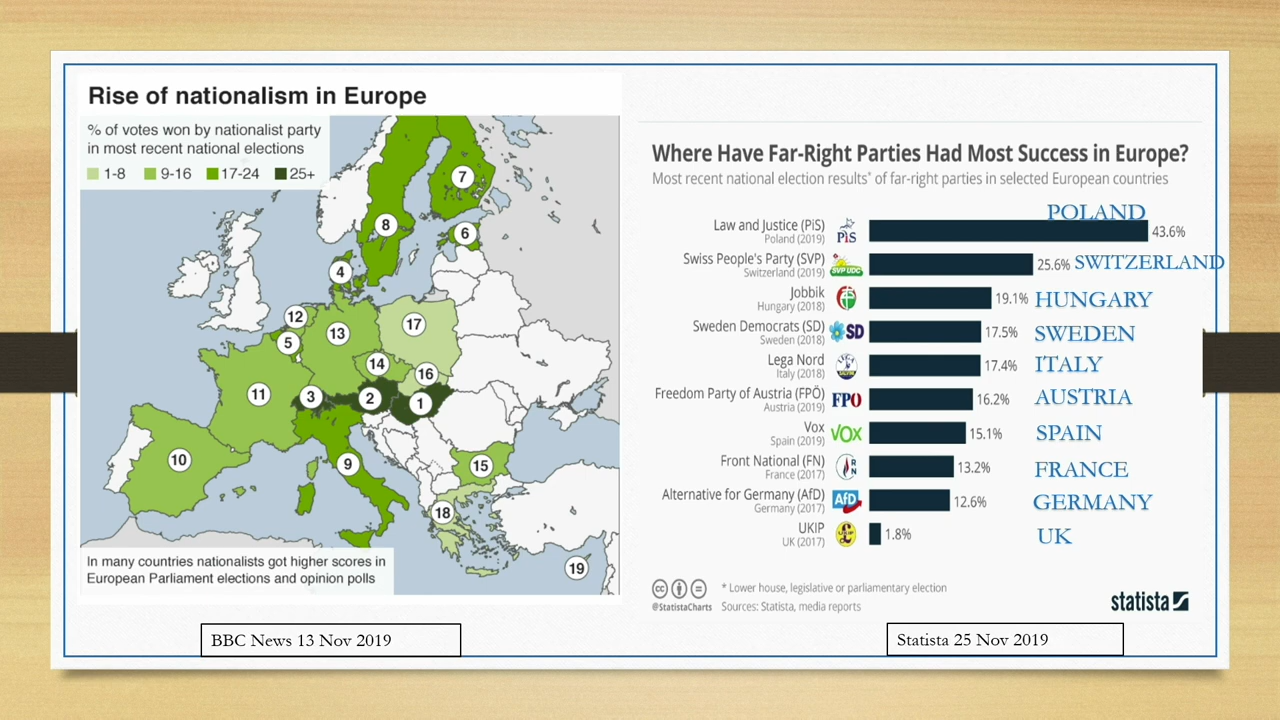 Rise of nationalism in Europe
% of votes won by nationalist party
in most recent national elections
1-8 9-16 17-24 25+
7
8
6
4
12
17
13
5
14
16
11
3
2
1
10
9
15
18
19
In many countries nationalists got higher scores in
European Parliament elections and opinion polls
BBC News 13 Nov 2019
Where Have Far-Right Parties Had Most Success in Europe?
Most recent national election results* of far-right parties in selected European countries
POLAND
Law and Justice (PiS) PiS 43.6%
Poland (2019)
Swiss People's Party (SVP) SVP UDC 25.6% SWITZERLAND
Switzerland (2019)
Jobbik 19.1% HUNGARY
Hungary (2018)
Sweden Democrats (SD) SD 17.5% SWEDEN
Sweden (2018)
Lega Nord 17.4% ITALY
Italy (2018)
Freedom Party of Austria (FPÖ) FPO 16.2% AUSTRIA
Austria (2019)
Vox VOX 15.1% SPAIN
Spain (2019)
Front National (FN) RN 13.2% FRANCE
France (2017)
Alternative for Germany (AfD) AfD 12.6% GERMANY
Germany (2017)
UKIP 1.8% UK
UK (2017)
* Lower house, legislative or parliamentary election
@StatistaCharts Sources: Statista, media reports
statista
Statista 25 Nov 2019